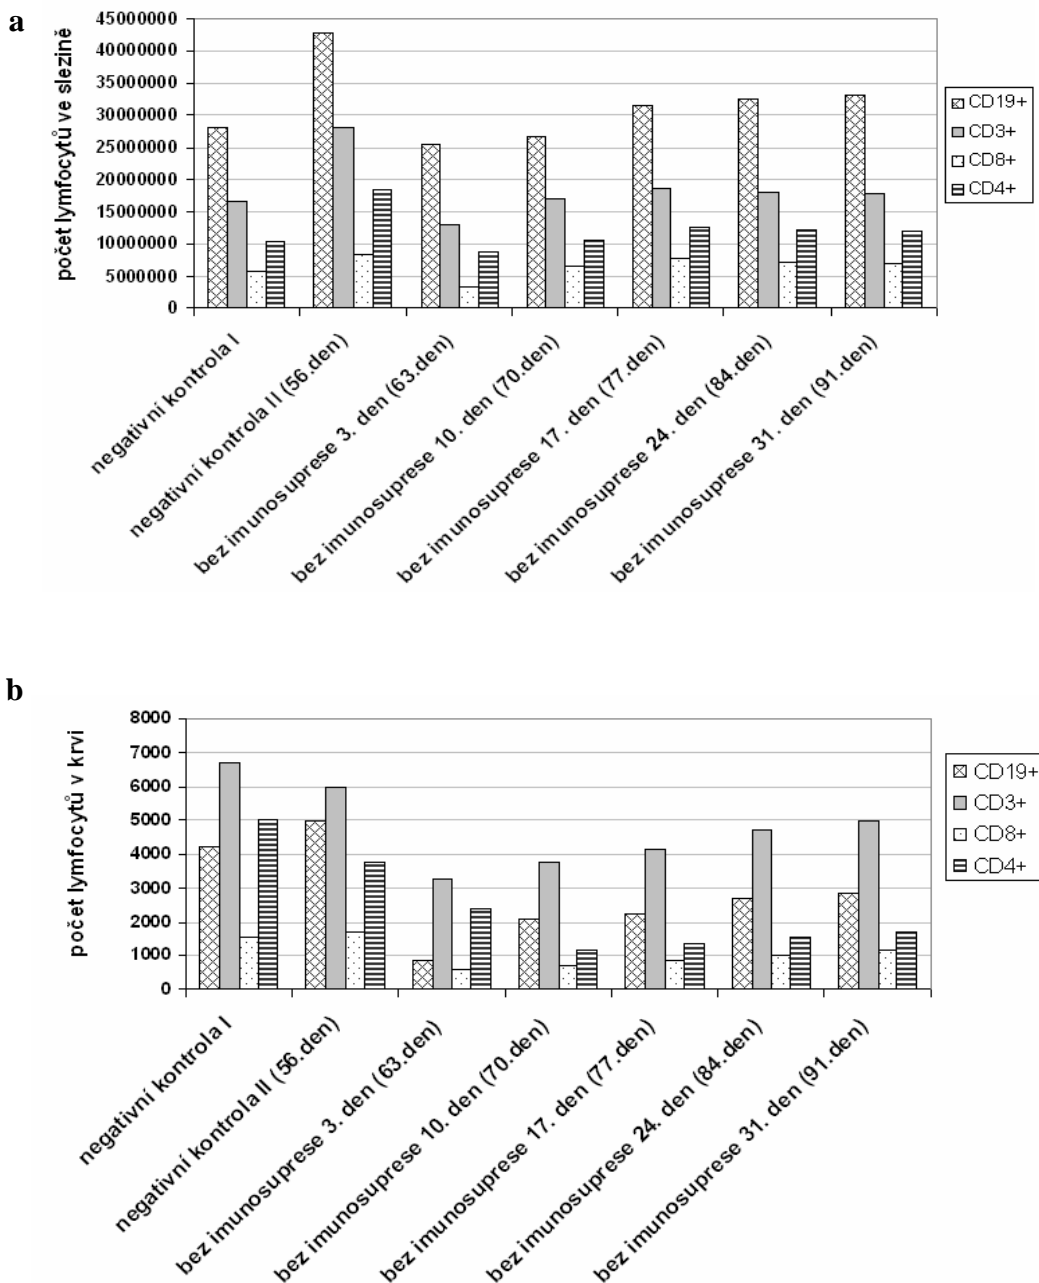 a
počet lymfocytů ve slezině
45000000
40000000
35000000
30000000
25000000
20000000
15000000
10000000
5000000
0
CD19+
CD3+
CD8+
CD4+
negativní kontrola I
negativní kontrola II (56.den)
bez imunosuprese 3. den (63.den)
bez imunosuprese 10. den (70.den)
bez imunosuprese 17. den (77.den)
bez imunosuprese 24. den (84.den)
bez imunosuprese 31. den (91.den)
b
počet lymfocytů v krvi
8000
7000
6000
5000
4000
3000
2000
1000
0
CD19+
CD3+
CD8+
CD4+
negativní kontrola I
negativní kontrola II (56.den)
bez imunosuprese 3. den (63.den)
bez imunosuprese 10. den (70.den)
bez imunosuprese 17. den (77.den)
bez imunosuprese 24. den (84.den)
bez imunosuprese 31. den (91.den)